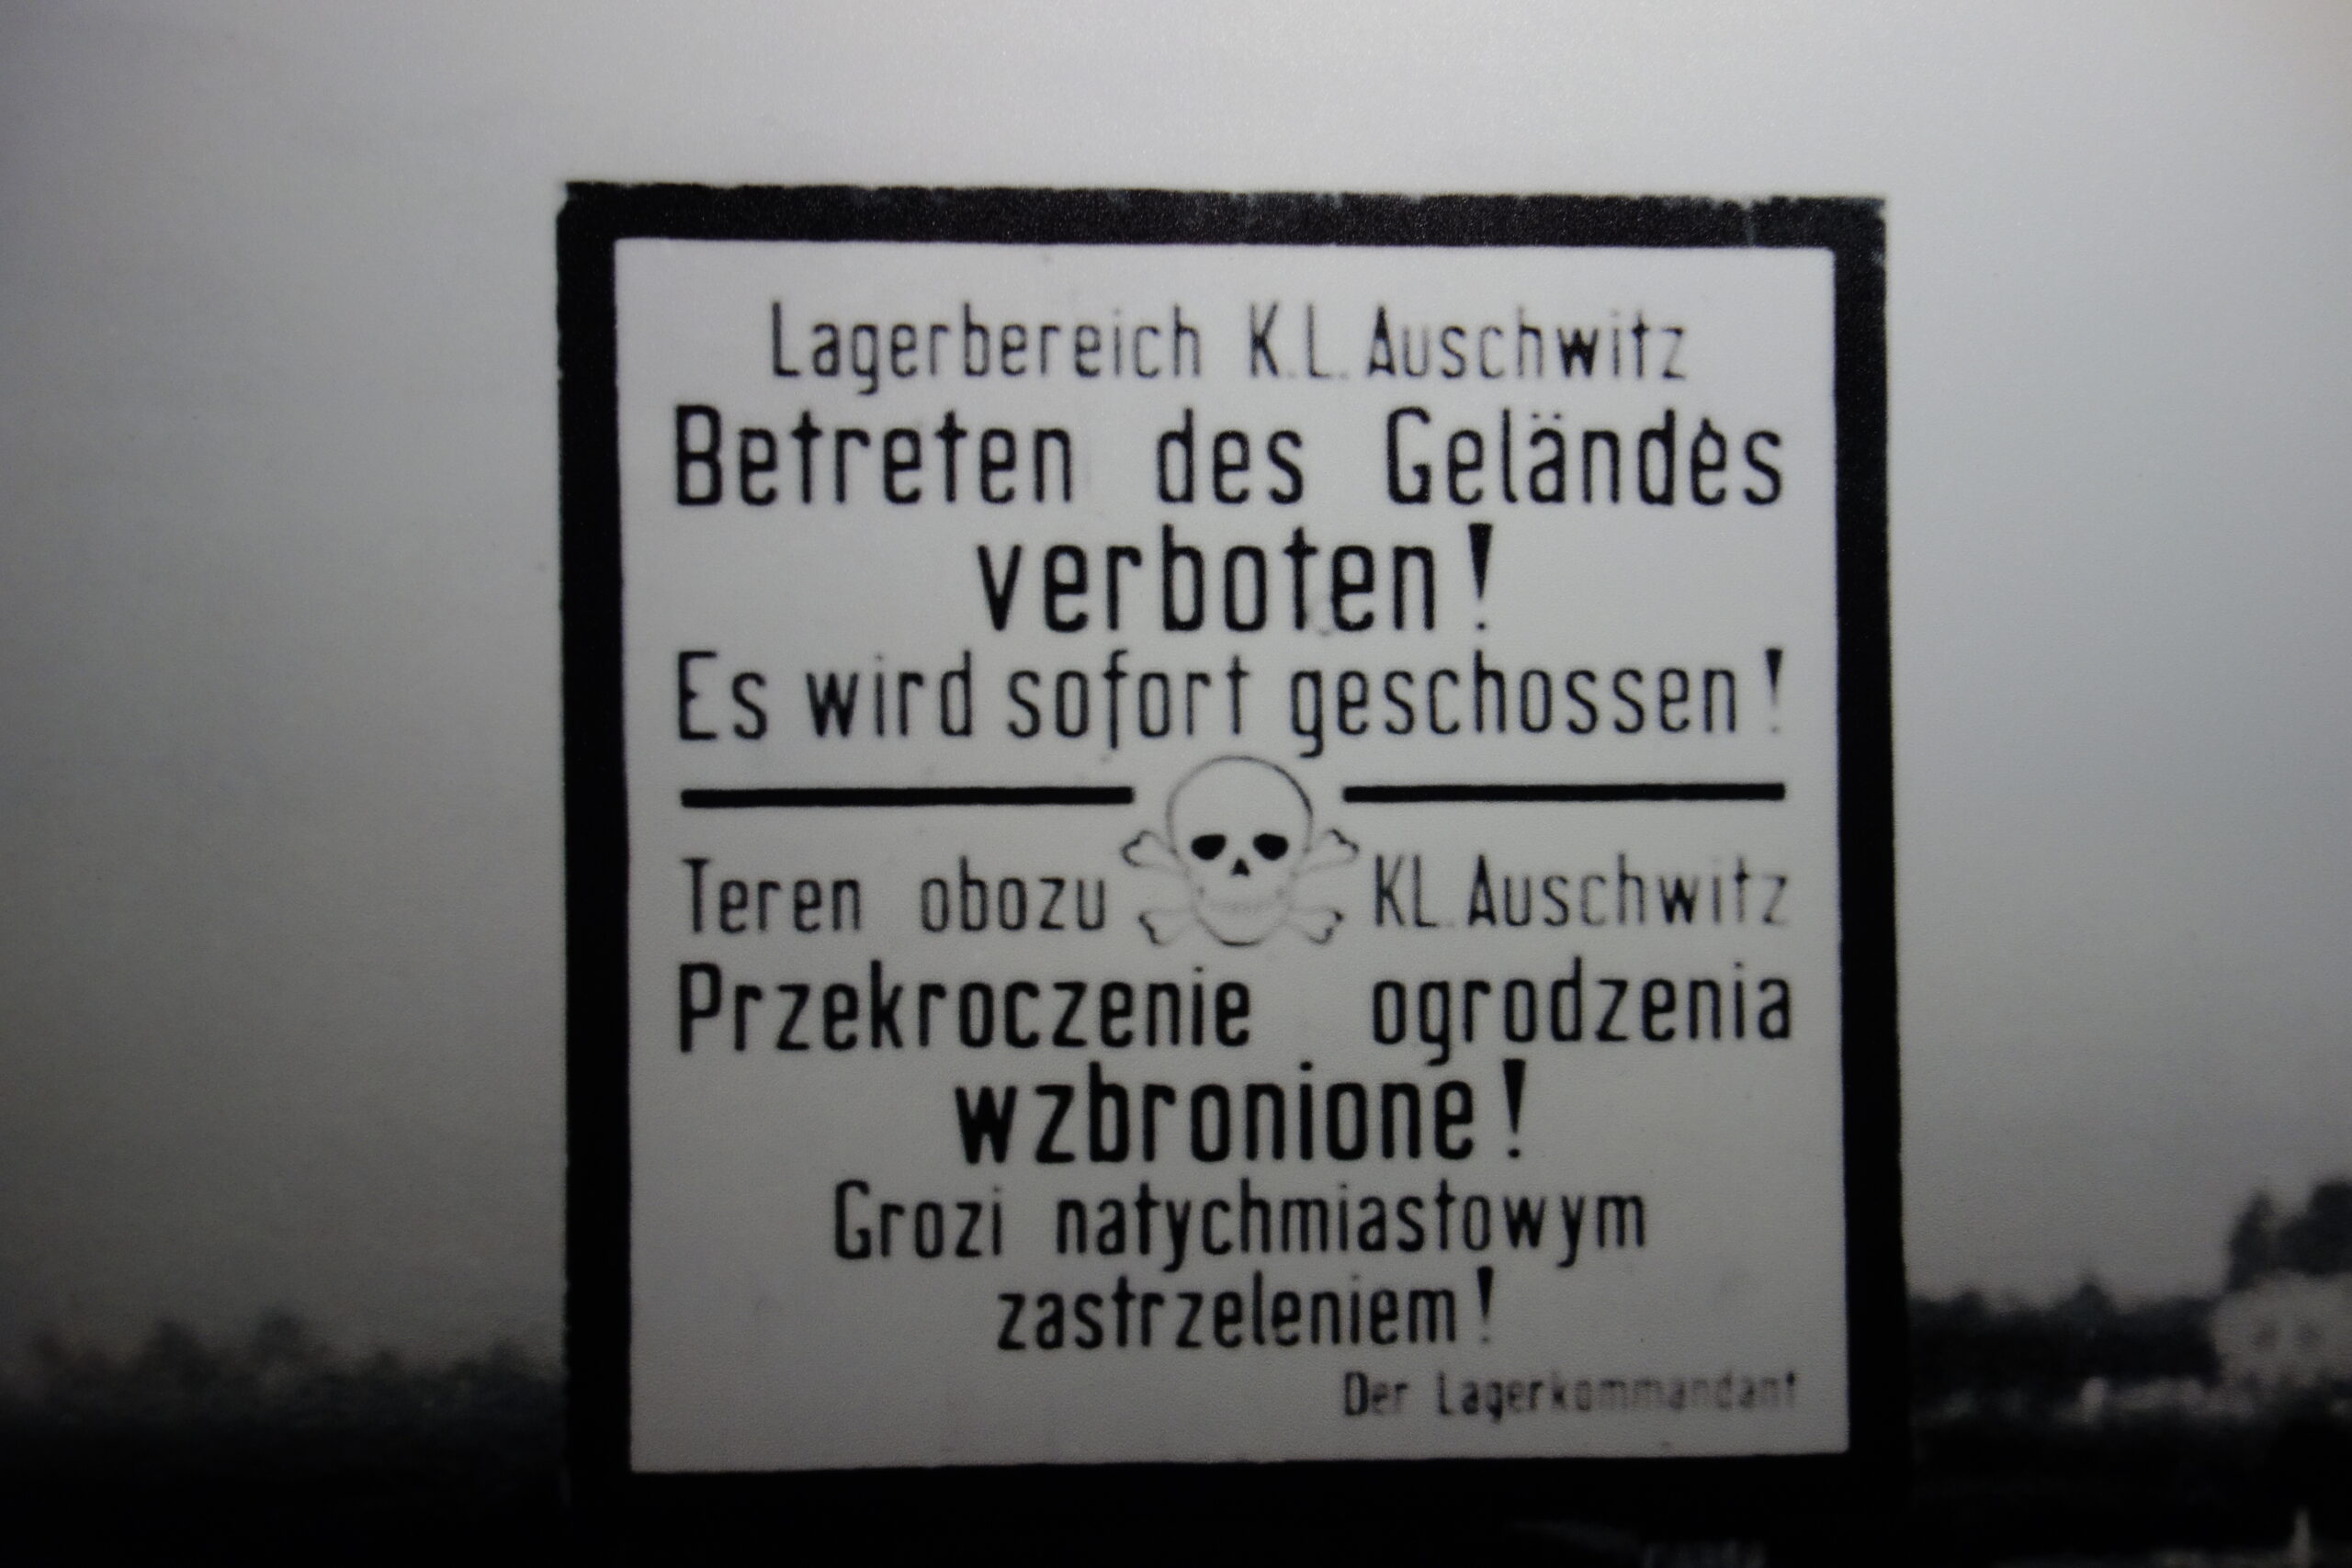 Lagerbereich K.L. Auschwitz
Betreten des Geländes
verboten!
Es wird sofort geschossen!
Teren obozu KL. Auschwitz
Przekroczenie ogrodzenia
wzbronione!
Grozi natychmiastowym
zastrzeleniem!
Der Lagerkommandant